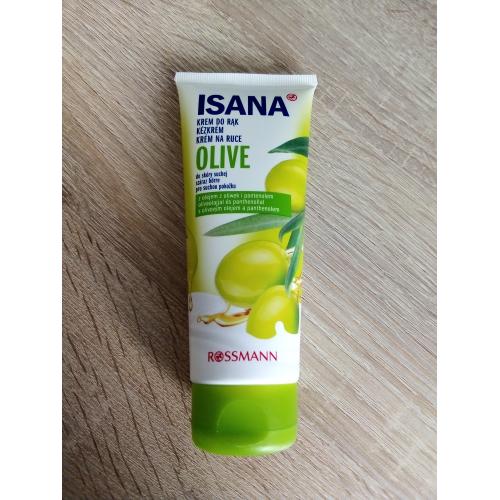 ISANA
KREM DO RĄK
KÉZKRÉM
KRÉM NA RUCE
OLIVE
do skóry suchej
száraz bőrre
pro suchou pokožku
z olejem z oliwek i pantenolem
olívaolajjal és panthenollal
s olivovým olejem a panthenolem
ROSSMANN